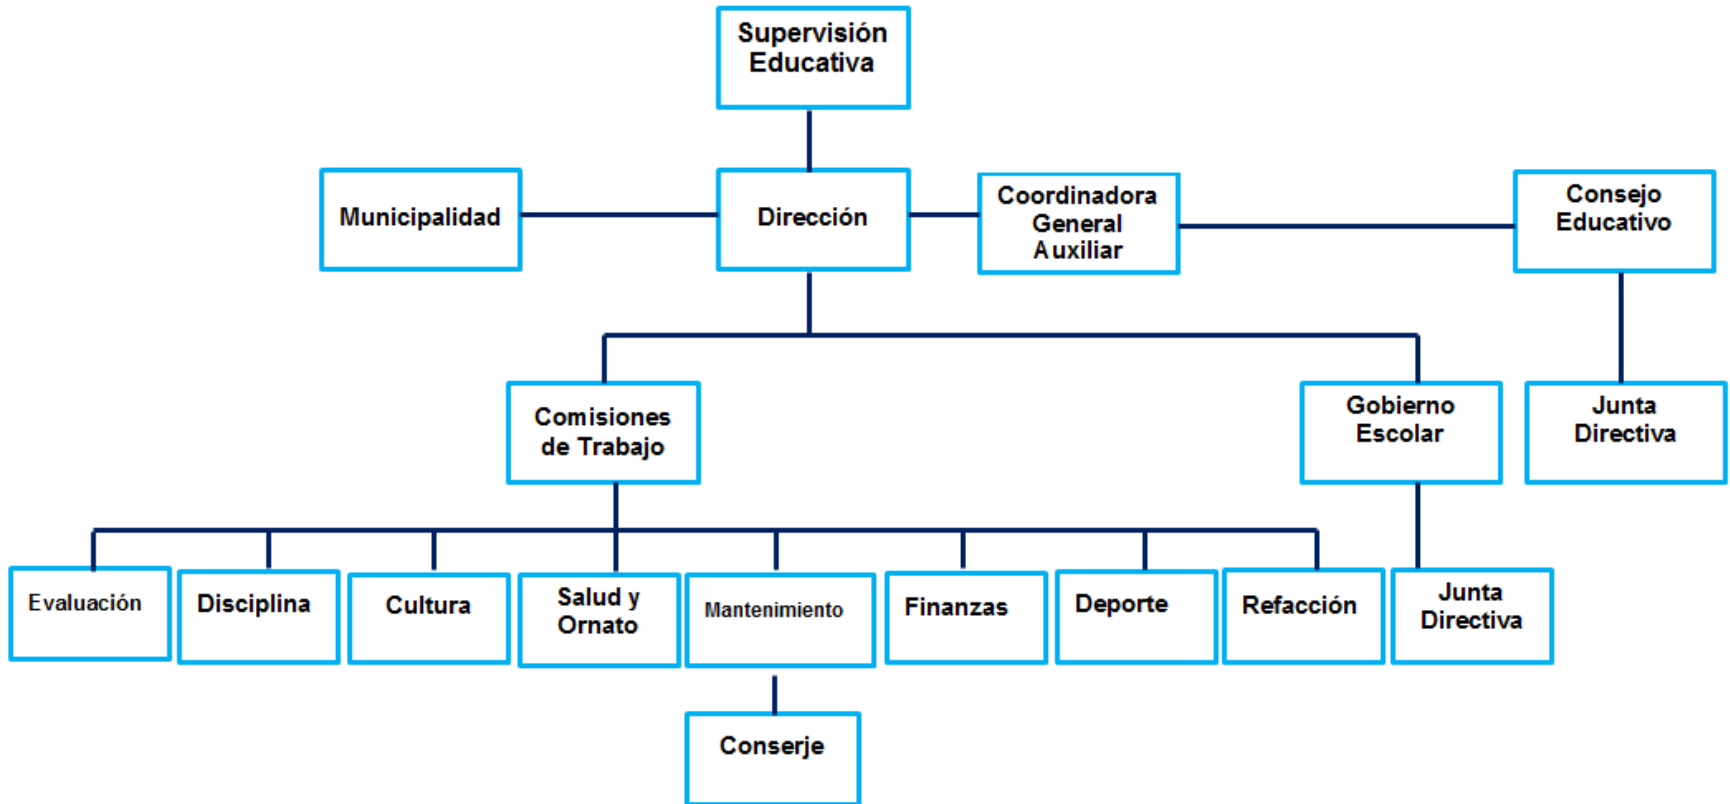 Supervisión
Educativa
Municipalidad
Dirección
Coordinadora
General
Auxiliar
Consejo
Educativo
Comisiones
de Trabajo
Gobierno
Escolar
Junta
Directiva
Evaluación
Disciplina
Cultura
Salud y
Ornato
Mantenimiento
Finanzas
Deporte
Refacción
Junta
Directiva
Conserje